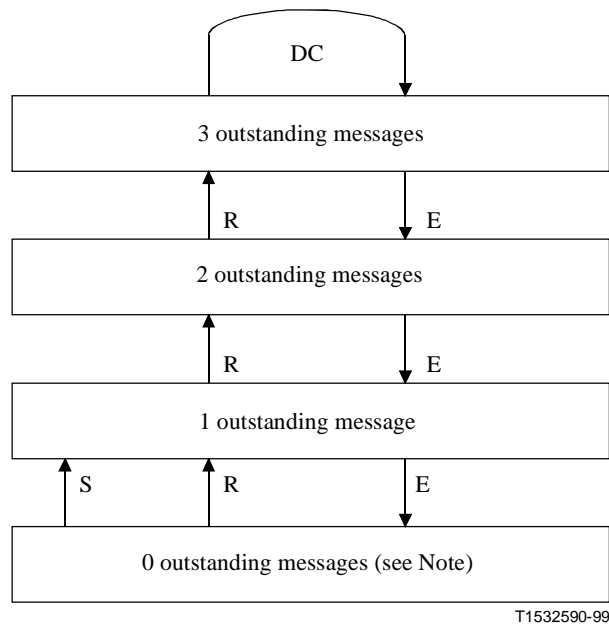 DC
3 outstanding messages
R E
2 outstanding messages
R E
1 outstanding message
S R E
0 outstanding messages (see Note)
T1532590-99